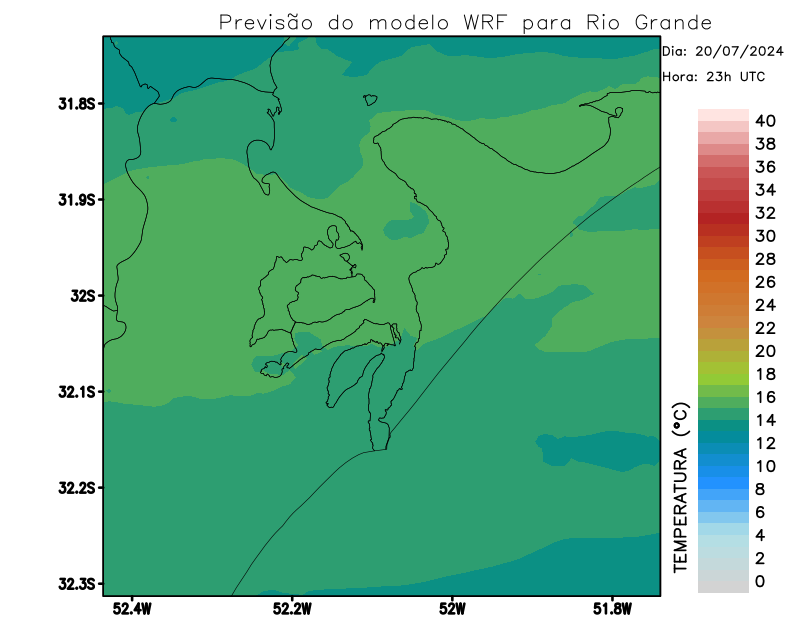 Previsão do modelo WRF para Rio Grande
Dia: 20/07/2024
Hora: 23h UTC
31.8S
31.9S
32S
32.1S
32.2S
32.3S
52.4W
52.2W
52W
51.8W
TEMPERATURA (°C)
40
38
36
34
32
30
28
26
24
22
20
18
16
14
12
10
8
6
4
2
0